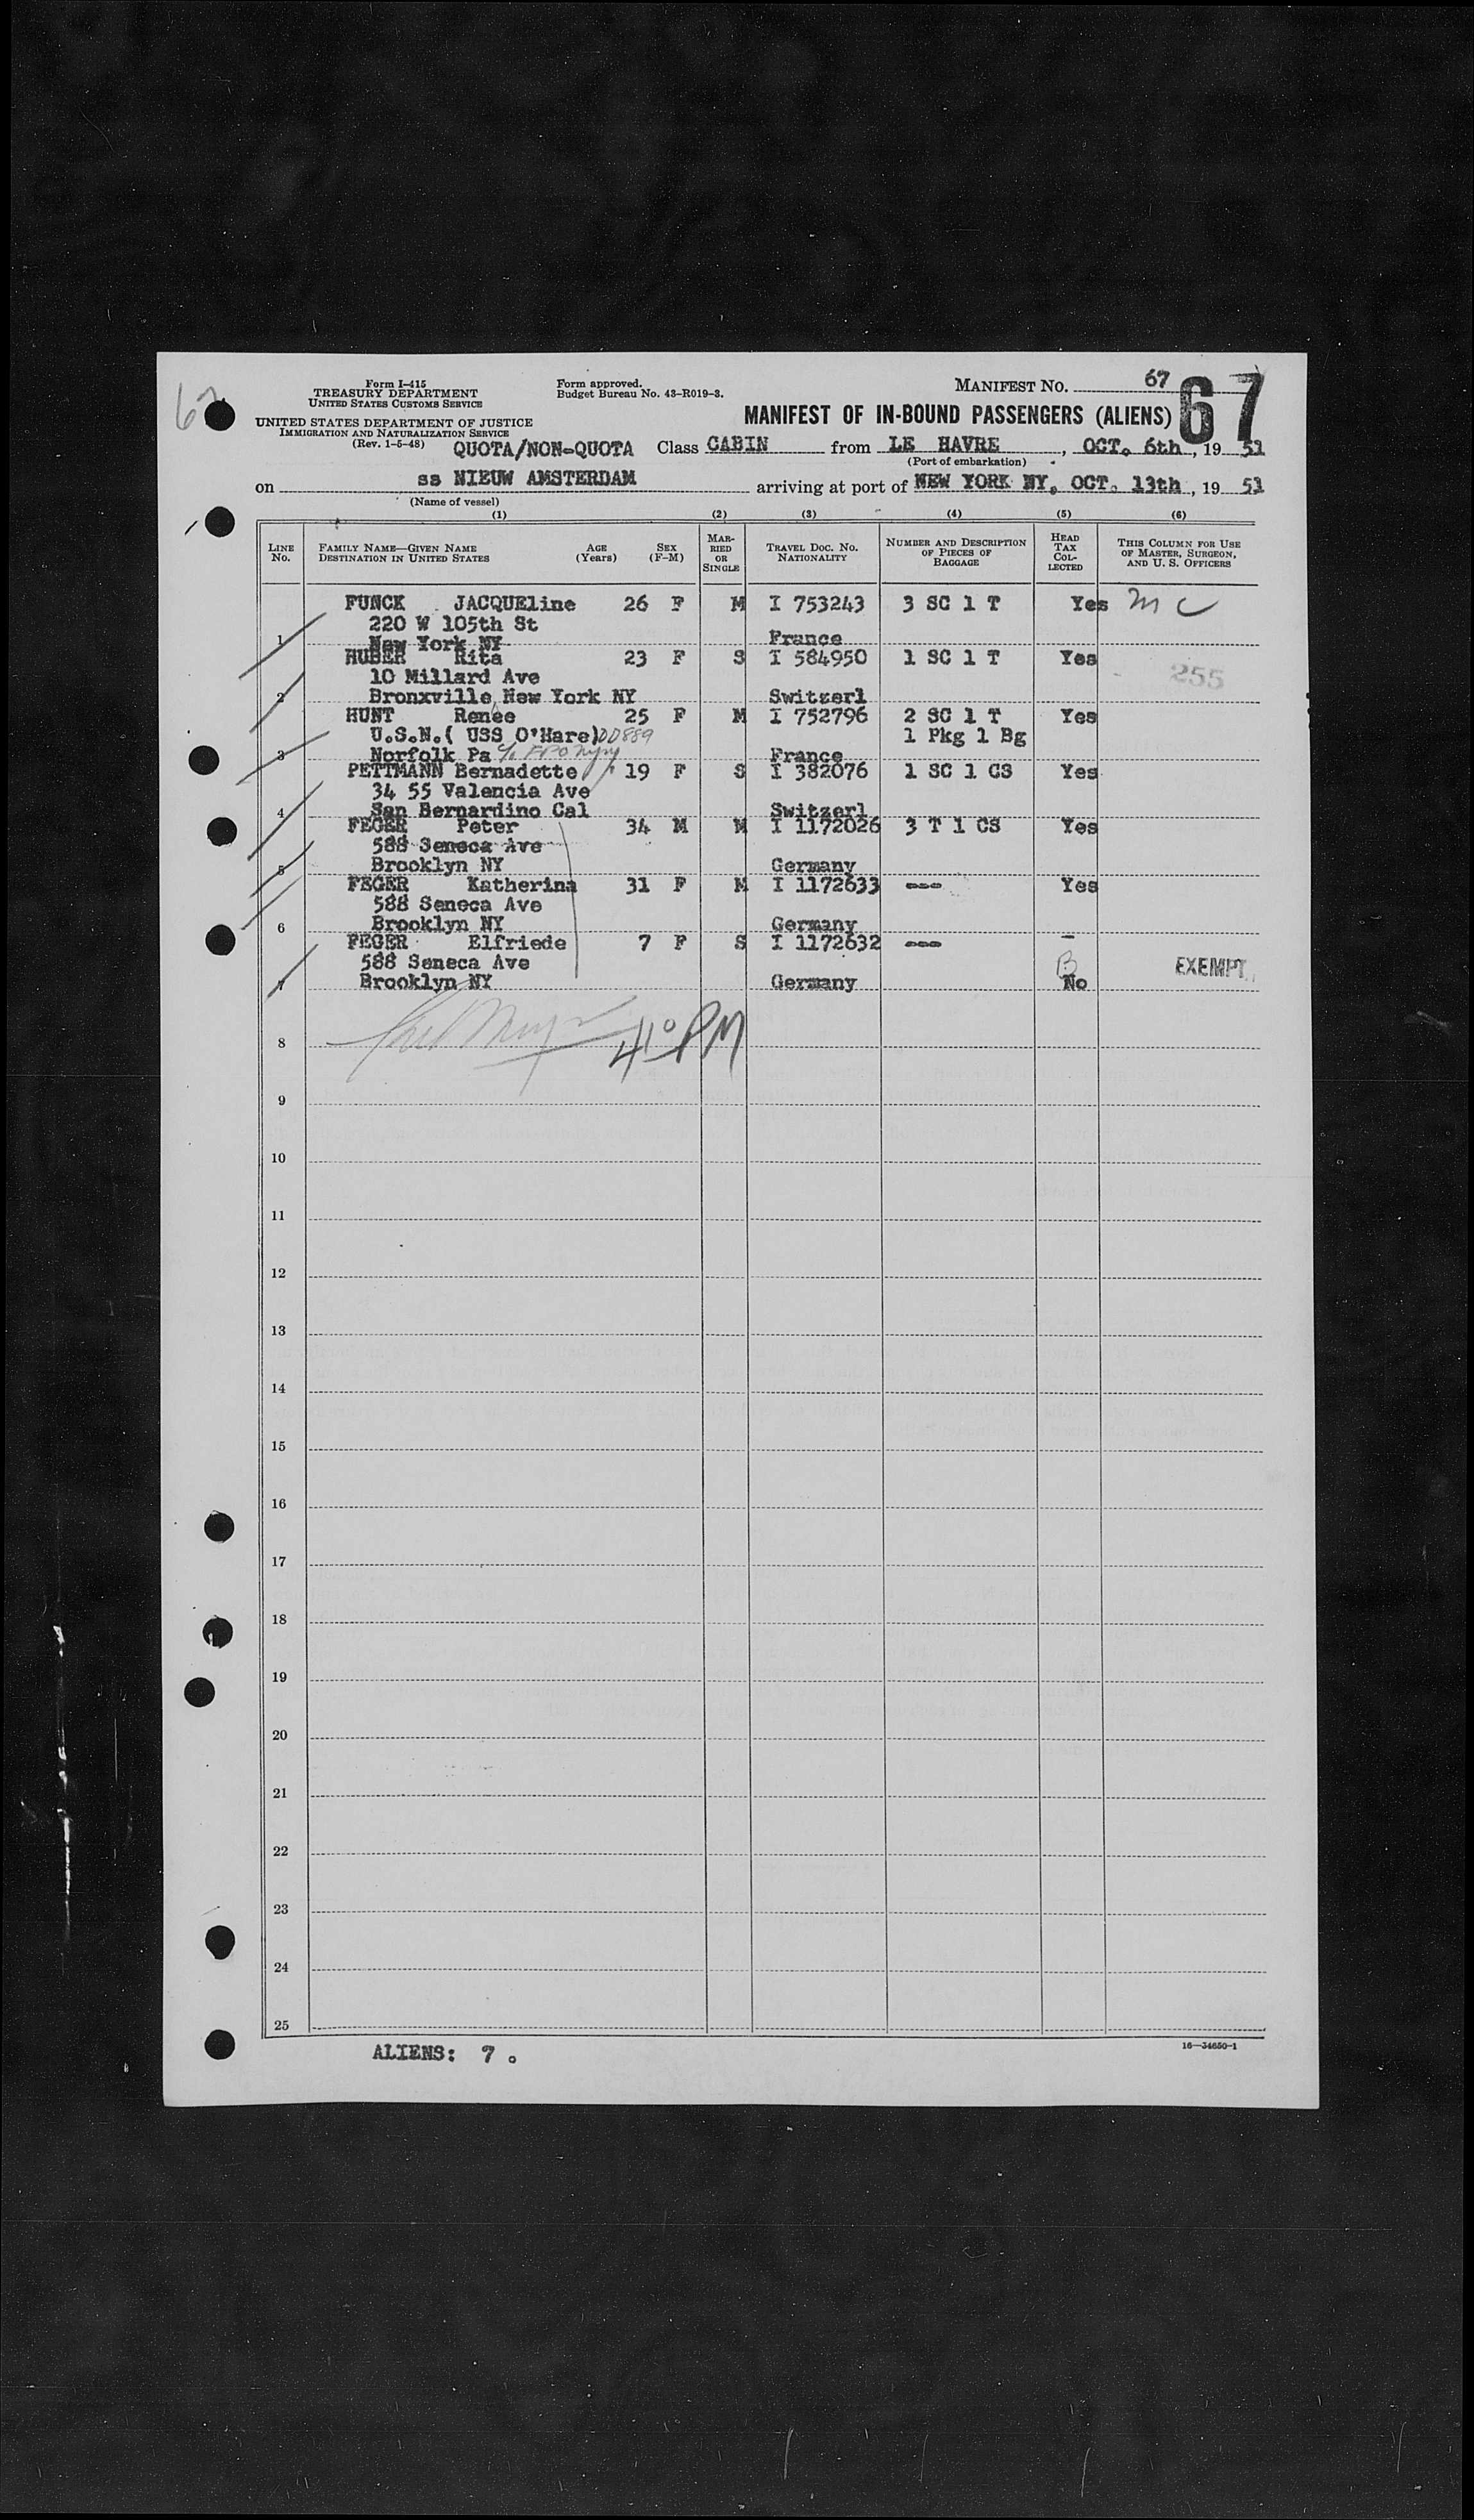 67
Form I-415
TREASURY DEPARTMENT
UNITED STATES CUSTOMS SERVICE
UNITED STATES DEPARTMENT OF JUSTICE
IMMIGRATION AND NATURALIZATION SERVICE
(Rev. 1-5-48)
Form approved.
Budget Bureau No. 43-R019-3.
MANIFEST NO. 67
67
MANIFEST OF IN-BOUND PASSENGERS (ALIENS)
QUOTA/NON-QUOTA Class CABIN from LE HAVRE, OCT. 6th, 19 51
(Port of embarkation)
on ss NIEUW AMSTERDAM arriving at port of NEW YORK NY, OCT. 13th, 19 51
(Name of vessel)
(1) (2) (3) (4) (5) (6)
LINE No. FAMILY NAME—GIVEN NAME DESTINATION IN UNITED STATES AGE (Years) SEX (F-M) MARRIED OR SINGLE TRAVEL DOC. NO. NATIONALITY NUMBER AND DESCRIPTION OF PIECES OF BAGGAGE HEAD TAX COLLECTED THIS COLUMN FOR USE OF MASTER, SURGEON, AND U. S. OFFICERS
FUNCK JACQUEline 26 F M I 753243 3 SC 1 T Yes MC
220 W 105th St
1 New York NY France
HUBER Rita 23 F S I 584950 1 SC 1 T Yes
10 Millard Ave 255
2 Bronxville New York NY Switzerl
HUNT Renée 25 F M I 752796 2 SC 1 T Yes
U.S.N.( USS O'Hare) DD889 1 Pkg 1 Bg
3 Norfolk Pa c/o FPO NY NY France
PETTMANN Bernadette 19 F S I 382076 1 SC 1 CS Yes
34 55 Valencia Ave
4 San Bernardino Cal Switzerl
FEGER Peter 34 M M I 1172026 3 T 1 CS Yes
588 Seneca Ave
5 Brooklyn NY Germany
FEGER Katherina 31 F M I 1172633 --- Yes
588 Seneca Ave
6 Brooklyn NY Germany
FEGER Elfriede 7 F S I 1172632 --- -
588 Seneca Ave B EXEMPT
7 Brooklyn NY Germany No
4 10 PM
8
9
10
11
12
13
14
15
16
17
18
19
20
21
22
23
24
25
ALIENS: 7.
16—34650-1